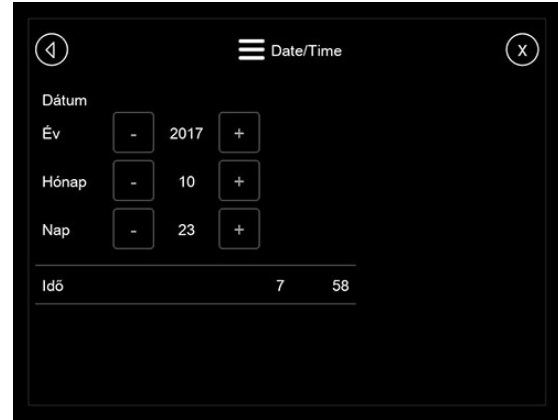 Date/Time
X
Dátum
Év - 2017 +
Hónap - 10 +
Nap - 23 +
Idő 7 58